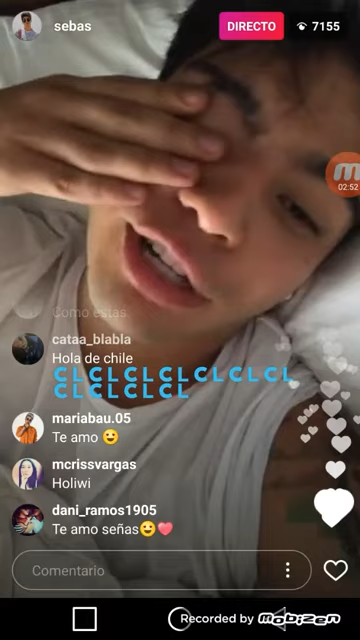 sebas
DIRECTO
7155
02:52
Como estas
cataa_blabla
Hola de chile
CLCLCLCLCLCLCL
CLCLCLCL
mariabau.05
Te amo 😉
mcrissvargas
Holiwi
dani_ramos1905
Te amo señas😉❤
Comentario
Recorded by mobizen